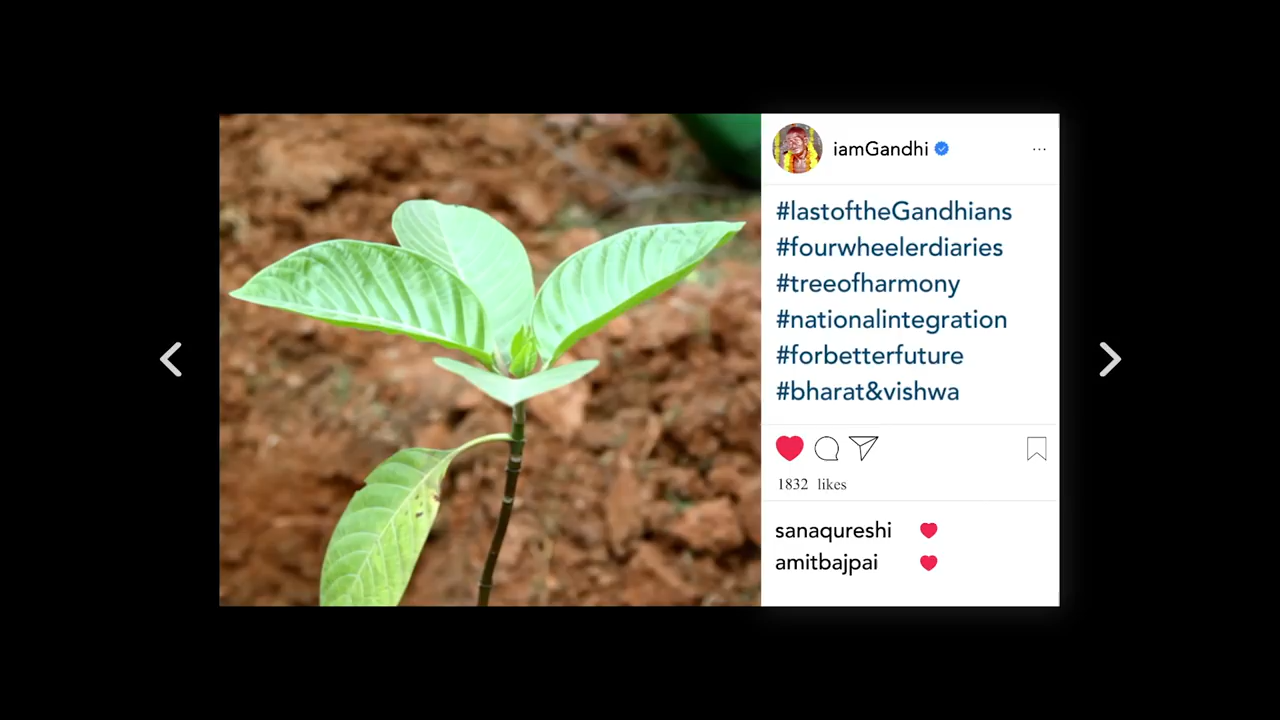 iamGandhi
#lastoftheGandhians
#fourwheelerdiaries
#treeofharmony
#nationalintegration
#forbetterfuture
#bharat&vishwa
1832 likes
sanaqureshi
amitbajpai